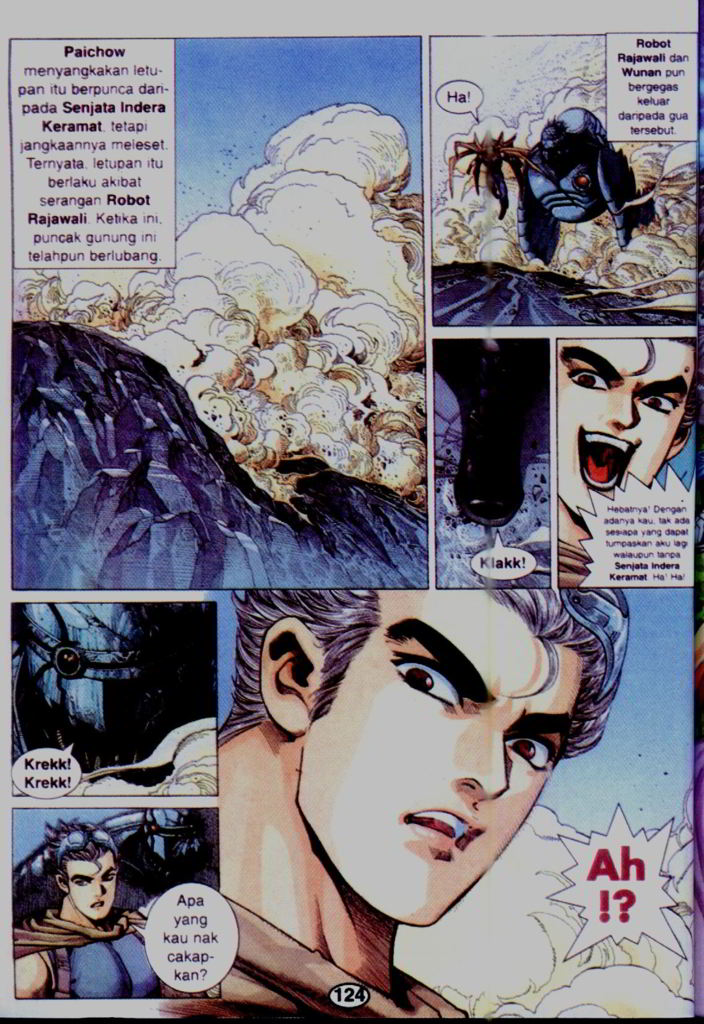 Paichow
menyangkakan letu-
pan itu berpunca dari-
pada Senjata Indera
Keramat, tetapi
jangkaannya meleset.
Ternyata, letupan itu
berlaku akibat
serangan Robot
Rajawali. Ketika ini,
puncak gunung ini
telahpun berlubang.
Robot
Rajawali dan
Wunan pun
bergegas
keluar
daripada gua
tersebut.
Ha!
Klakk!
Hebatnya! Dengan
adanya kau, tak ada
sesiapa yang dapat
tumpaskan aku lagi
walaupun tanpa
Senjata Indera
Keramat. Ha! Ha!
Krekk!
Krekk!
Apa
yang
kau nak
cakap-
kan?
Ah
!?
124